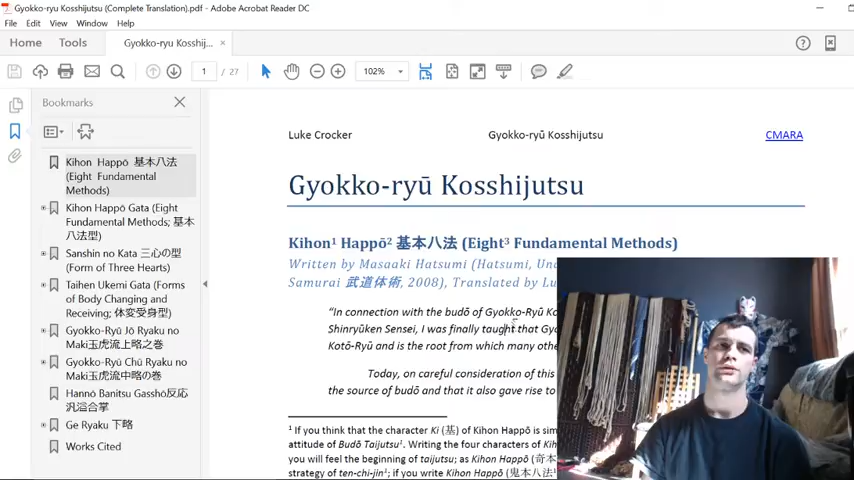 Gyokko-ryu Kosshijutsu (Complete Translation).pdf - Adobe Acrobat Reader DC
File Edit View Window Help
Home Tools Gyokko-ryu Kosshij... ×
1 / 27 102%
Bookmarks
Kihon Happō 基本八法
(Eight Fundamental
Methods)
Kihon Happō Gata (Eight
Fundamental Methods; 基本
八法型)
Sanshin no Kata 三心の型
(Form of Three Hearts)
Taihen Ukemi Gata (Forms
of Body Changing and
Receiving; 体変受身型)
Gyokko-ryū Jō Ryaku no
Maki玉虎流上略之巻
Gyokko-ryū Chū Ryaku no
Maki玉虎流中略の巻
Hannō Banitsu Gasshō反応
汎溢合掌
Ge Ryaku 下略
Works Cited
Luke Crocker Gyokko-ryū Kosshijutsu CMARA
Gyokko-ryū Kosshijutsu
Kihon¹ Happō² 基本八法 (Eight³ Fundamental Methods)
Written by Masaaki Hatsumi (Hatsumi,
Samurai 武道体術, 2008), Translated by
"In connection with the budō of Gyokko-Ryū
Shinryūken Sensei, I was finally taught that
Kotō-Ryū and is the root from which many
Today, on careful consideration of this
the source of budō and that it also gave rise to
¹ If you think that the character Ki (基) of Kihon Happō is
attitude of Budō Taijutsu¹. Writing the four characters of
you will feel the beginning of taijutsu; as Kihon Happō (奇本
strategy of ten-chi-jin¹; if you write Kihon Happō (鬼本八法